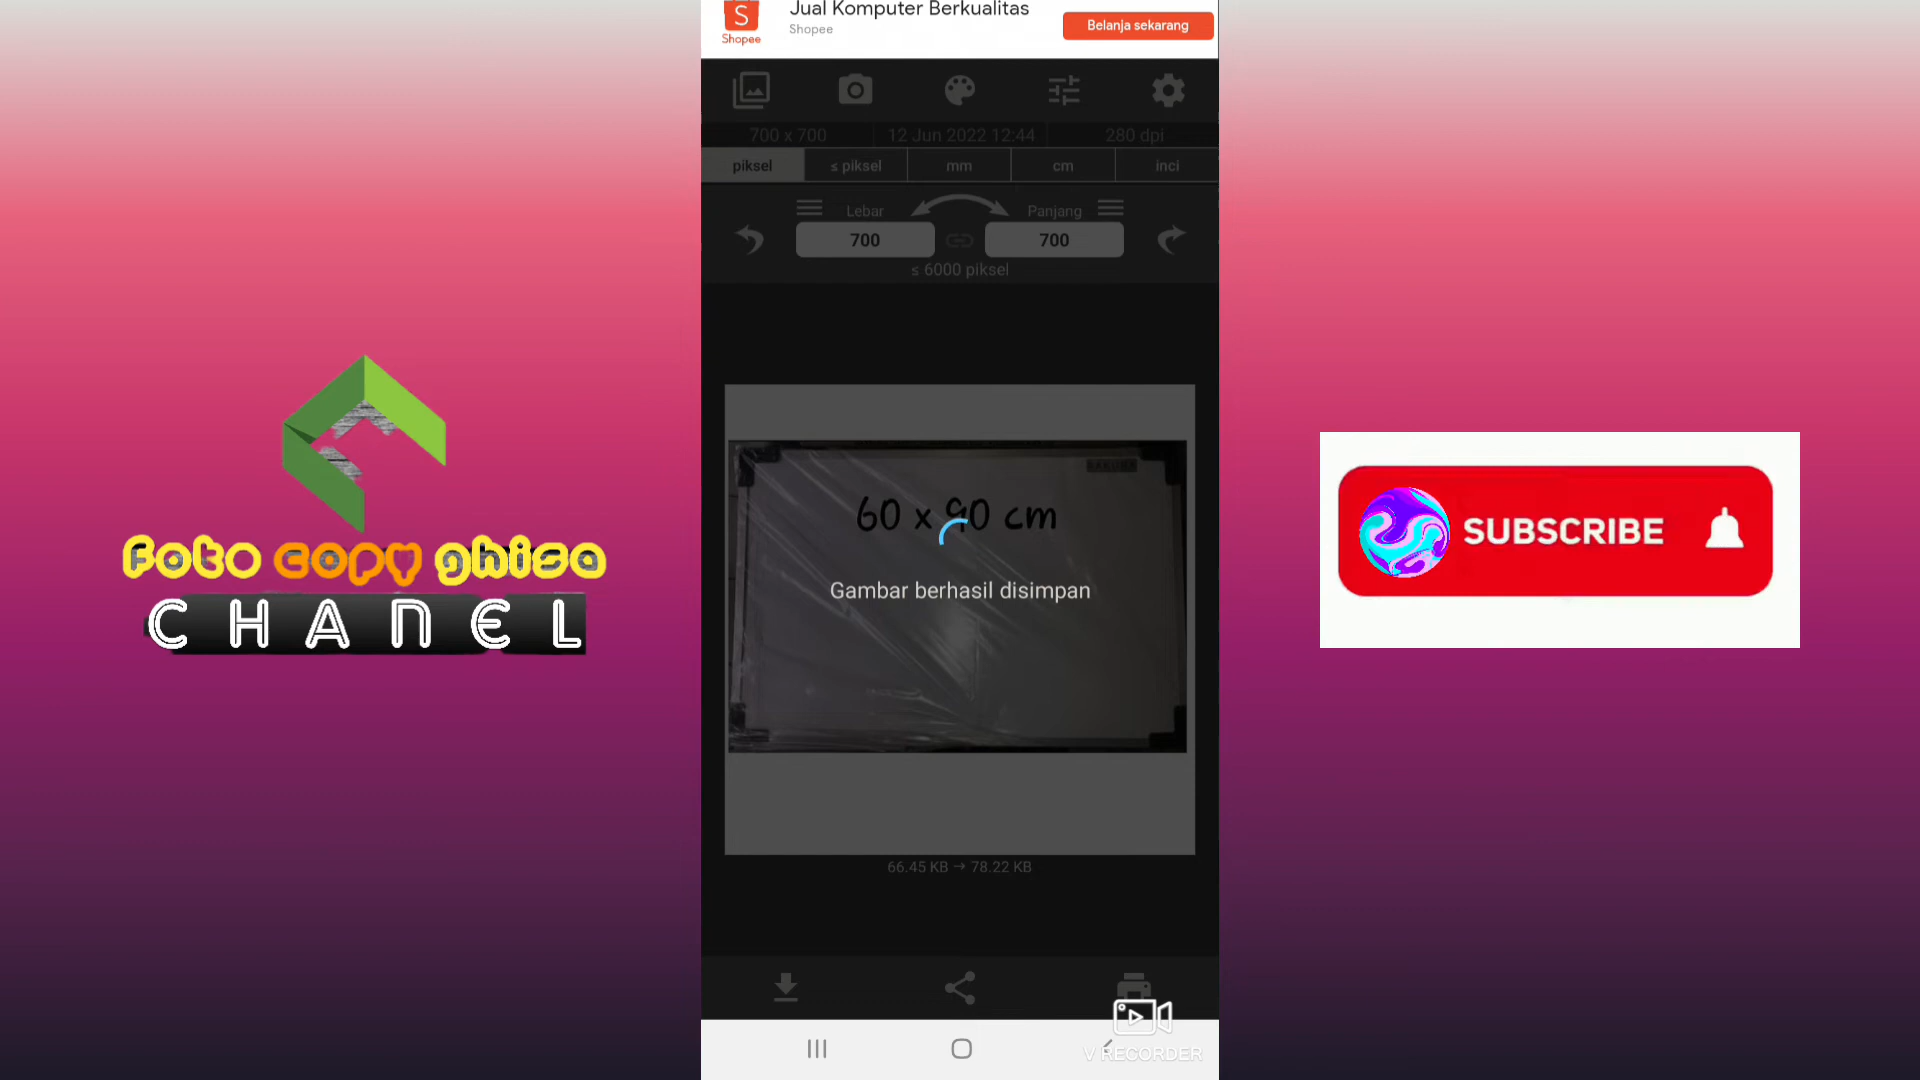 Jual Komputer Berkualitas
Shopee
Shopee
Belanja sekarang
700 x 700
12 Jun 2022 12:44
280 dpi
piksel
≤ piksel
mm
cm
inci
Lebar
Panjang
700
700
≤ 6000 piksel
SAKURA
60 x 90 cm
Gambar berhasil disimpan
66.45 KB → 78.22 KB
foto copy ghisa
CHANEL
SUBSCRIBE
V RECORDER